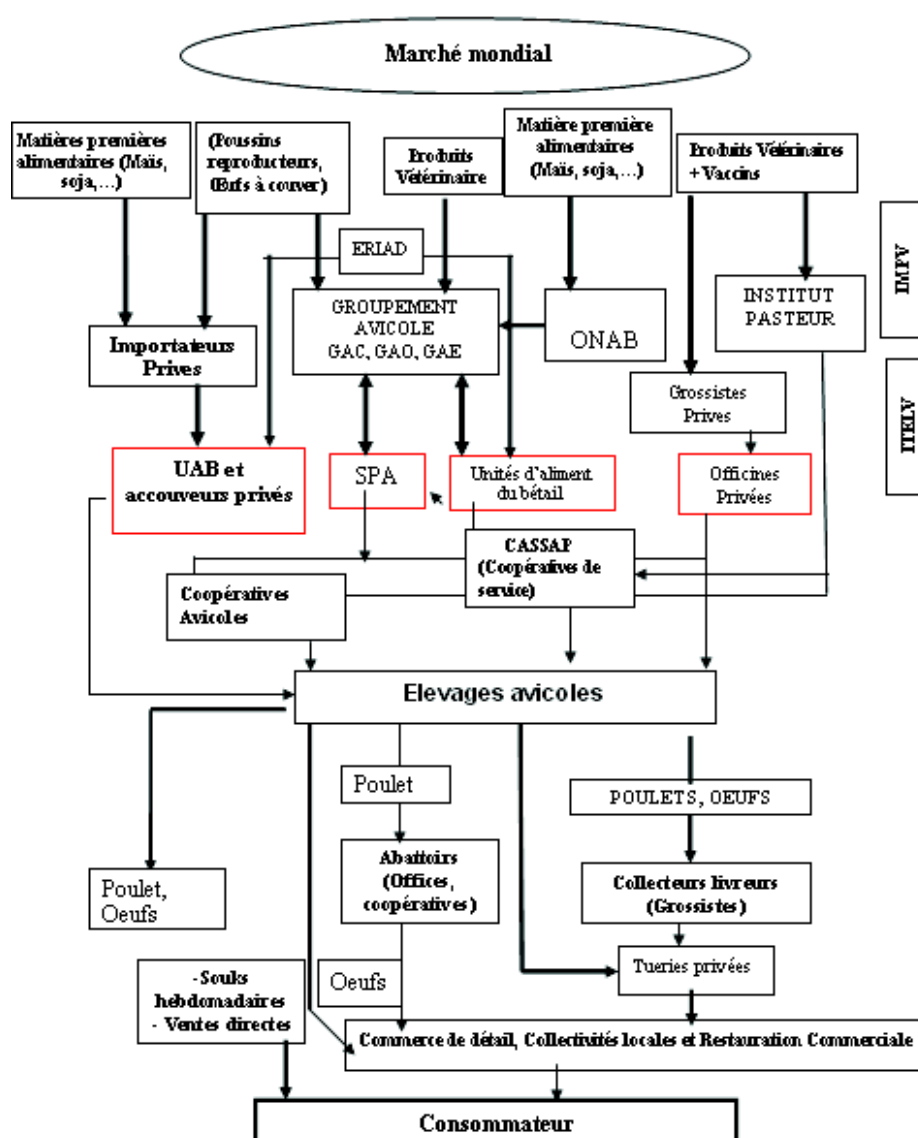 Marché mondial
Matières premières
alimentaires (Maïs,
soja,…)
(Poussins
reproducteurs,
Œufs à couver)
Produits
Vétérinaire
Matière première
alimentaires
(Maïs, soja,…)
Produits Vétérinaires
+ Vaccins
IMPV
ERIAD
GROUPEMENT
AVICOLE
GAC, GAO, GAE
ONAB
INSTITUT
PASTEUR
Importateurs
Prives
Grossistes
Prives
ITELV
UAB et
accouveurs privés
SPA
Unités d'aliment
du bétail
Officines
Privées
CASSAP
(Coopératives de
service)
Coopératives
Avicoles
Elevages avicoles
Poulet
POULETS, OEUFS
Poulet,
Oeufs
Abattoirs
(Offices,
coopératives)
Collecteurs livreurs
(Grossistes)
Tueries privées
-Souks
hebdomadaires
- Ventes directes
Oeufs
Commerce de détail, Collectivités locales et Restauration Commerciale
Consommateur